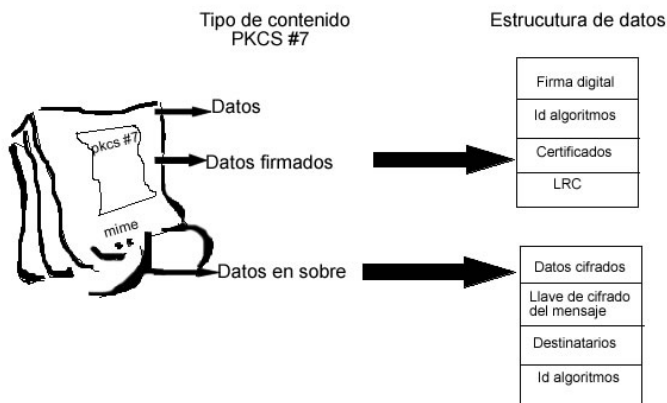 Tipo de contenido
PKCS #7
Estrucutura de datos
Datos
pkcs #7
Datos firmados
mime
Datos en sobre
Firma digital
Id algoritmos
Certificados
LRC
Datos cifrados
Llave de cifrado
del mensaje
Destinatarios
Id algoritmos